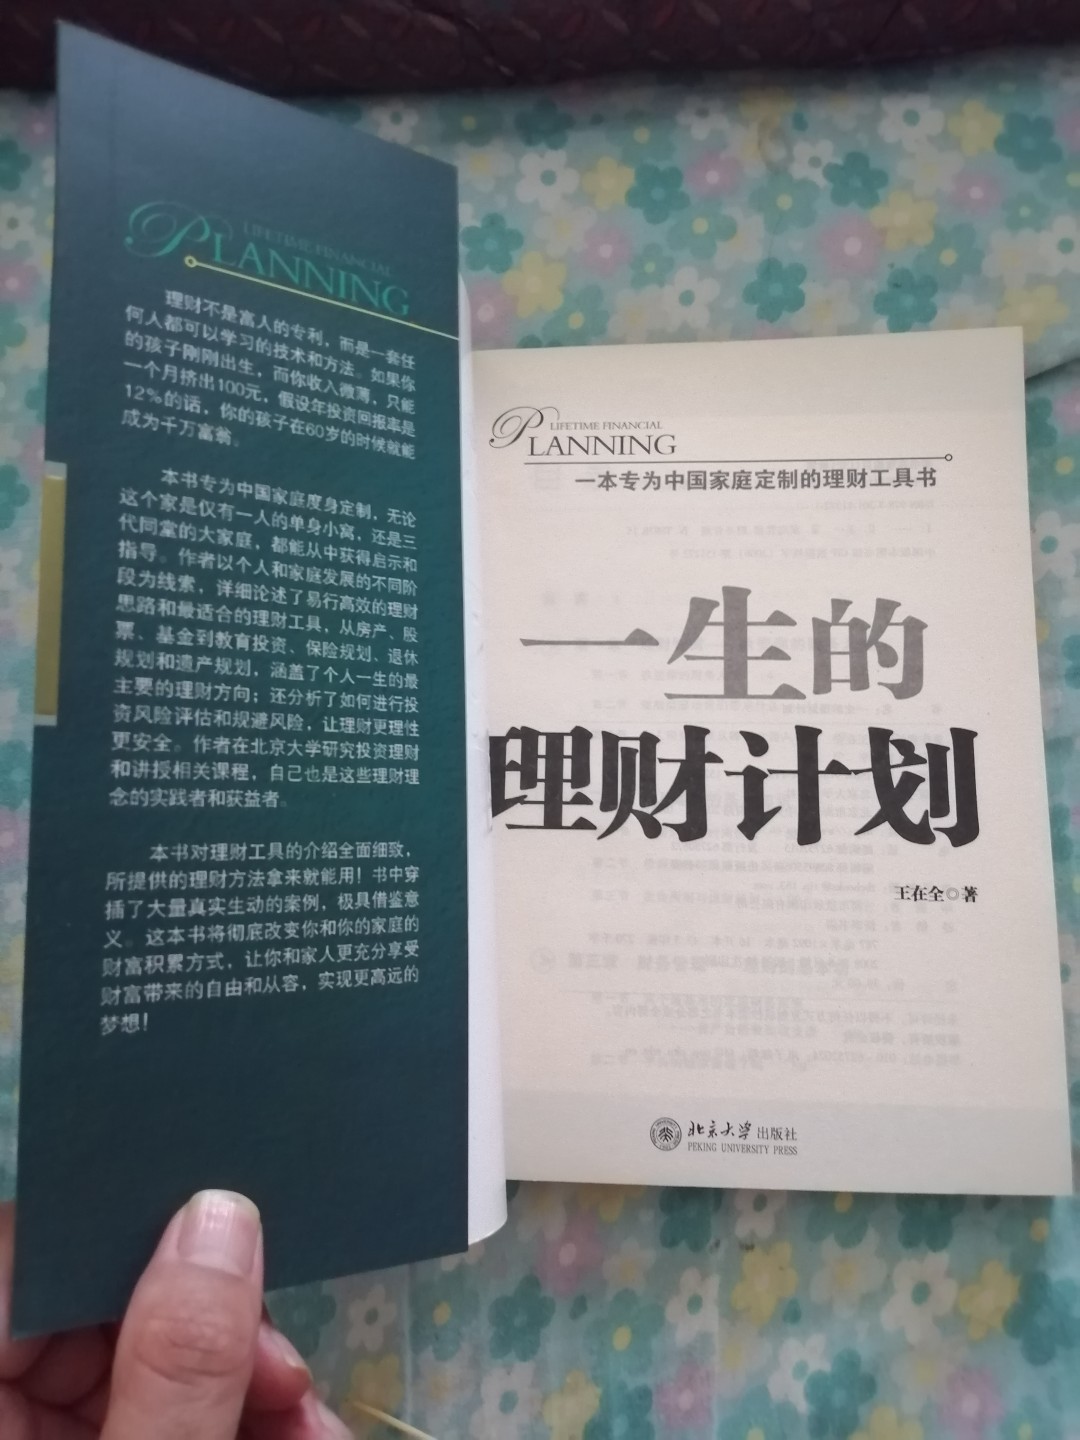 LIFETIME FINANCIAL
PLANNING
理财不是富人的专利，而是一套任
何人都可以学习的技术和方法。如果你
的孩子刚刚出生，而你收入微薄，只能
一个月挤出100元，假设年投资回报率是
12%的话，你的孩子在60岁的时候就能
成为千万富翁。
本书专为中国家庭度身定制，无论
这个家是仅有一人的单身小窝，还是三
代同堂的大家庭，都能从中获得启示和
指导。作者以个人和家庭发展的不同阶
段为线索，详细论述了易行高效的理财
思路和最适合的理财工具，从房产、股
票、基金到教育投资、保险规划、退休
规划和遗产规划，涵盖了个人一生的最
主要的理财方向；还分析了如何进行投
资风险评估和规避风险，让理财更理性
更安全。作者在北京大学研究投资理财
和讲授相关课程，自己也是这些理财理
念的实践者和获益者。
本书对理财工具的介绍全面细致，
所提供的理财方法拿来就能用！书中穿
插了大量真实生动的案例，极具借鉴意
义。这本书将彻底改变你和你的家庭的
财富积累方式，让你和家人更充分享受
财富带来的自由和从容，实现更高远的
梦想！
LIFETIME FINANCIAL
PLANNING
一本专为中国家庭定制的理财工具书
一生的
理财计划
王在全◎著
北京大学出版社
PEKING UNIVERSITY PRESS